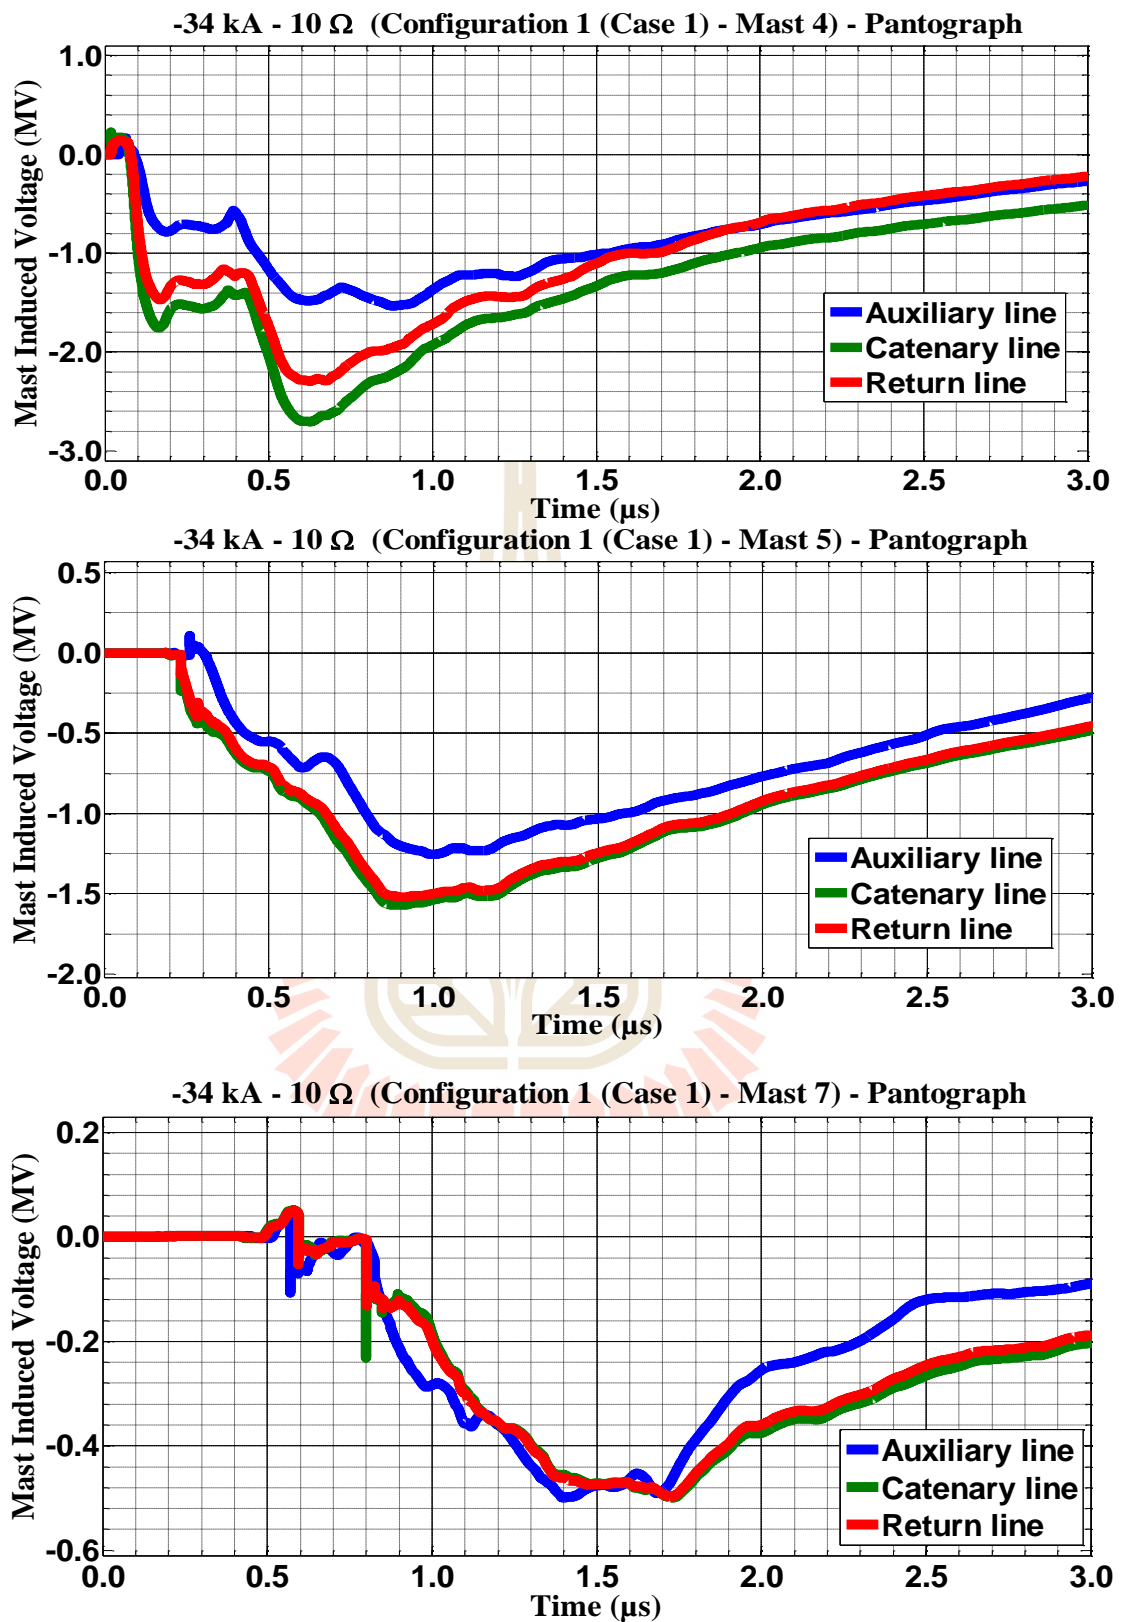 -34 kA - 10 Ω (Configuration 1 (Case 1) - Mast 4) - Pantograph
Mast Induced Voltage (MV)
1.0
0.0
-1.0
-2.0
-3.0
Auxiliary line
Catenary line
Return line
0.0 0.5 1.0 1.5 2.0 2.5 3.0
Time (µs)
-34 kA - 10 Ω (Configuration 1 (Case 1) - Mast 5) - Pantograph
Mast Induced Voltage (MV)
0.5
0.0
-0.5
-1.0
-1.5
-2.0
Auxiliary line
Catenary line
Return line
0.0 0.5 1.0 1.5 2.0 2.5 3.0
Time (µs)
-34 kA - 10 Ω (Configuration 1 (Case 1) - Mast 7) - Pantograph
Mast Induced Voltage (MV)
0.2
0.0
-0.2
-0.4
-0.6
Auxiliary line
Catenary line
Return line
0.0 0.5 1.0 1.5 2.0 2.5 3.0
Time (µs)